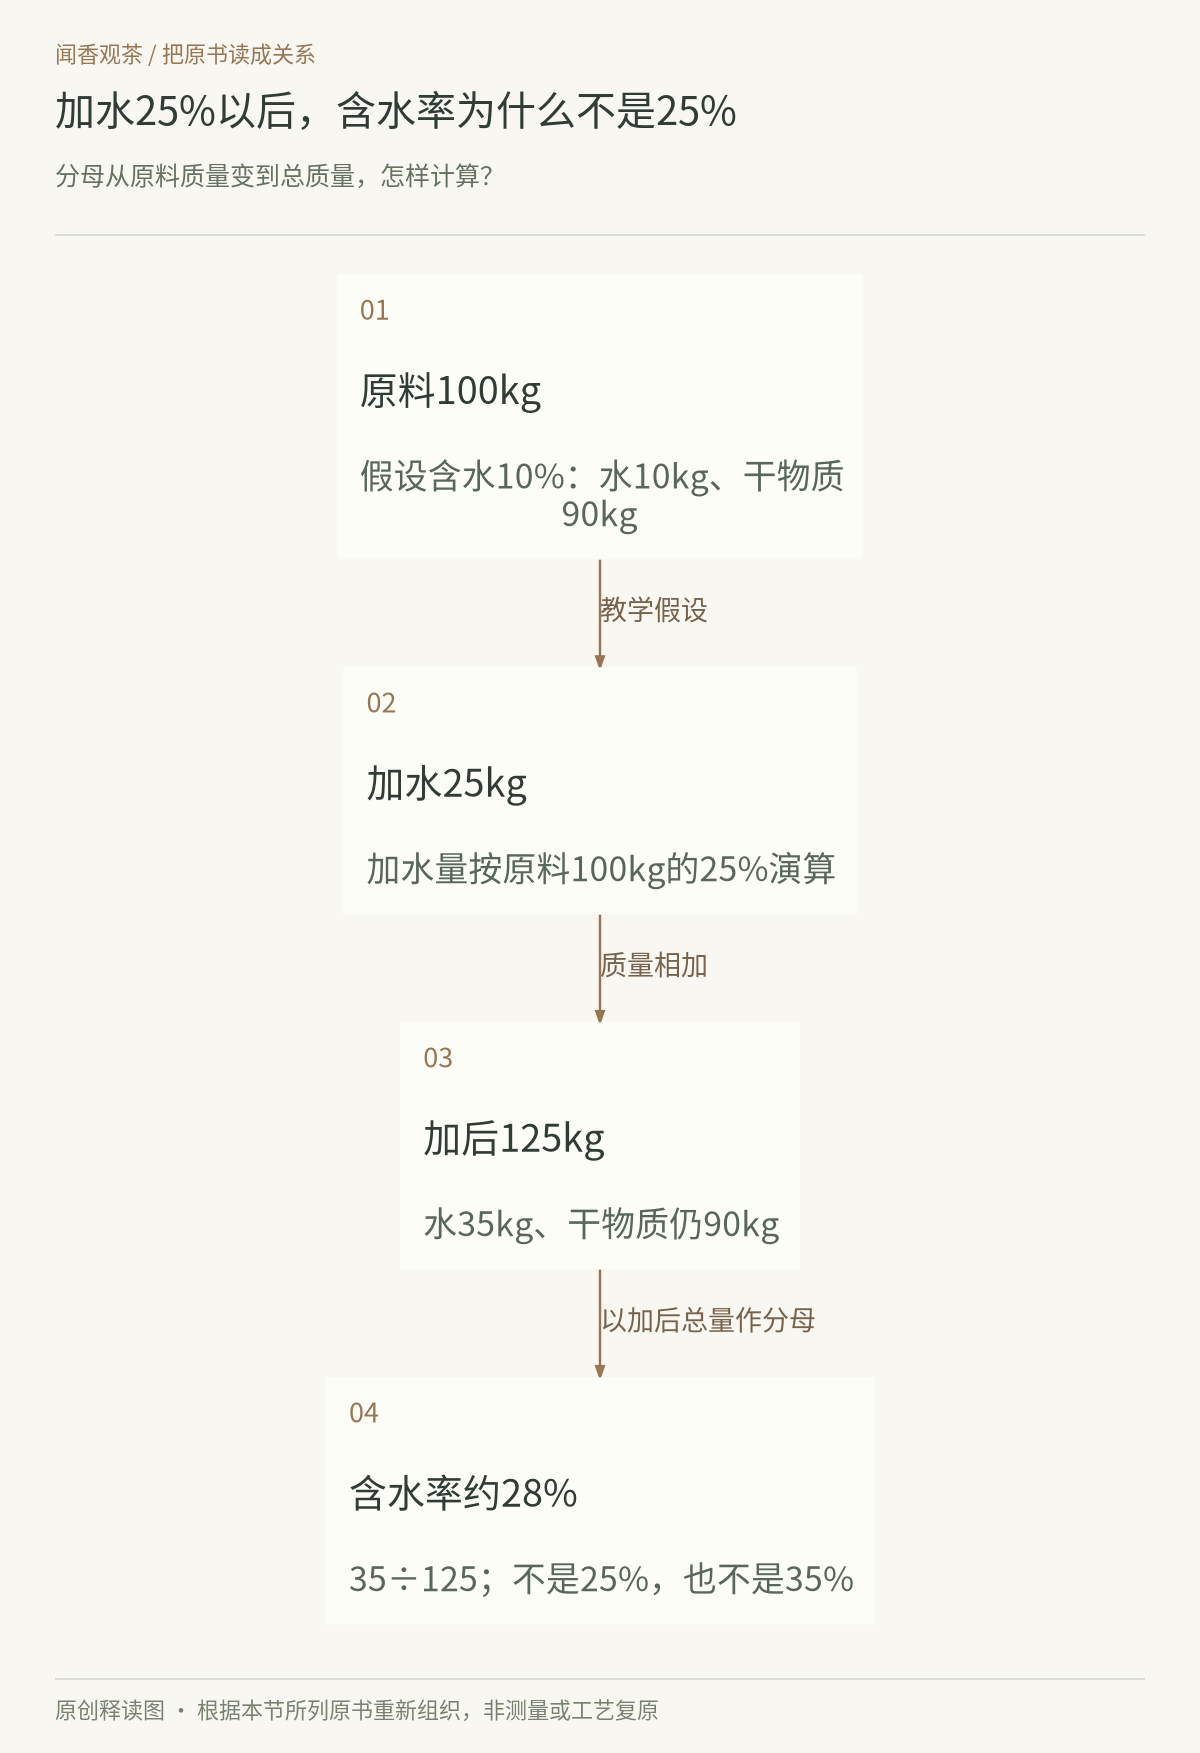 闻香观茶 / 把原书读成关系
加水25%以后，含水率为什么不是25%
分母从原料质量变到总质量，怎样计算？
01
原料100kg
假设含水10%：水10kg、干物质
90kg
教学假设
02
加水25kg
加水量按原料100kg的25%演算
质量相加
03
加后125kg
水35kg、干物质仍90kg
以加后总量作分母
04
含水率约28%
35÷125；不是25%，也不是35%
原创释读图 · 根据本节所列原书重新组织，非测量或工艺复原